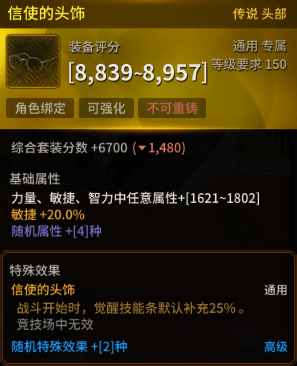 信使的头饰 传说 头部
装备评分 通用 专属
[8,839~8,957] 等级要求 150
角色绑定 可强化 不可重铸
综合套装分数 +6700 (▼1,480)
基础属性
力量、敏捷、智力中任意属性+[1621~1802]
敏捷 +20.0%
随机属性 +[4]种
特殊效果
信使的头饰 通用
战斗开始时，觉醒技能条默认补充25% 。
竞技场中无效
随机特殊效果 +[2]种 高级